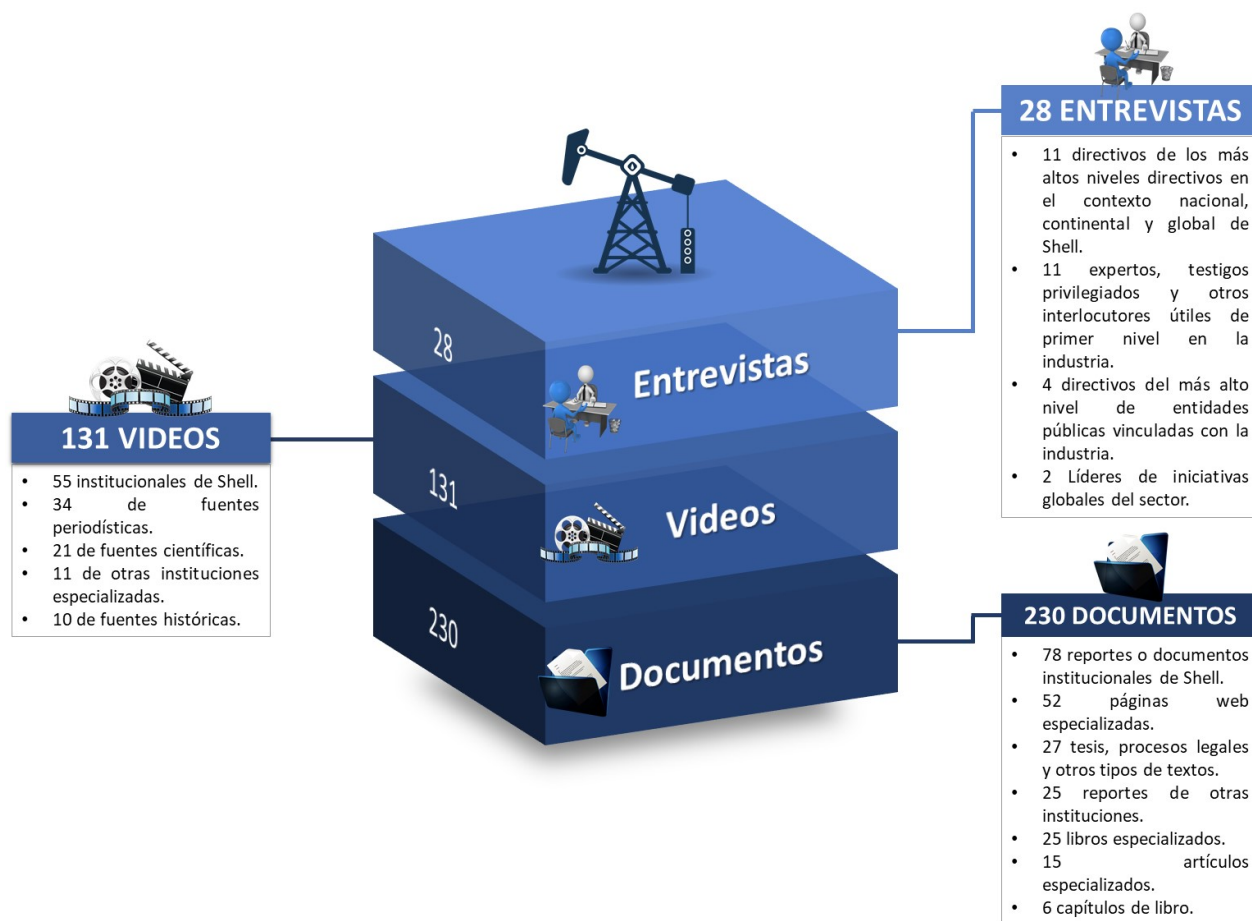 28 ENTREVISTAS
• 11 directivos de los más
altos niveles directivos en
el contexto nacional,
continental y global de
Shell.
• 11 expertos, testigos
privilegiados y otros
interlocutores útiles de
primer nivel en la
industria.
• 4 directivos del más alto
nivel de entidades
públicas vinculadas con la
industria.
• 2 Líderes de iniciativas
globales del sector.
28
Entrevistas
131
Videos
230
Documentos
131 VIDEOS
• 55 institucionales de Shell.
• 34 de fuentes
periodísticas.
• 21 de fuentes científicas.
• 11 de otras instituciones
especializadas.
• 10 de fuentes históricas.
230 DOCUMENTOS
• 78 reportes o documentos
institucionales de Shell.
• 52 páginas web
especializadas.
• 27 tesis, procesos legales
y otros tipos de textos.
• 25 reportes de otras
instituciones.
• 25 libros especializados.
• 15 artículos
especializados.
• 6 capítulos de libro.